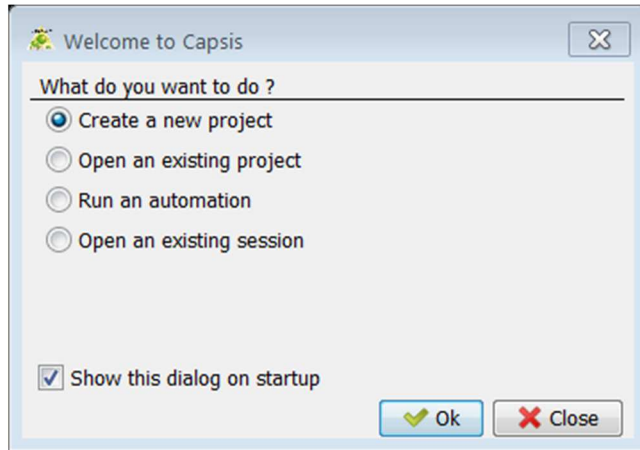 Welcome to Capsis
What do you want to do ?
Create a new project
Open an existing project
Run an automation
Open an existing session
Show this dialog on startup
Ok
Close